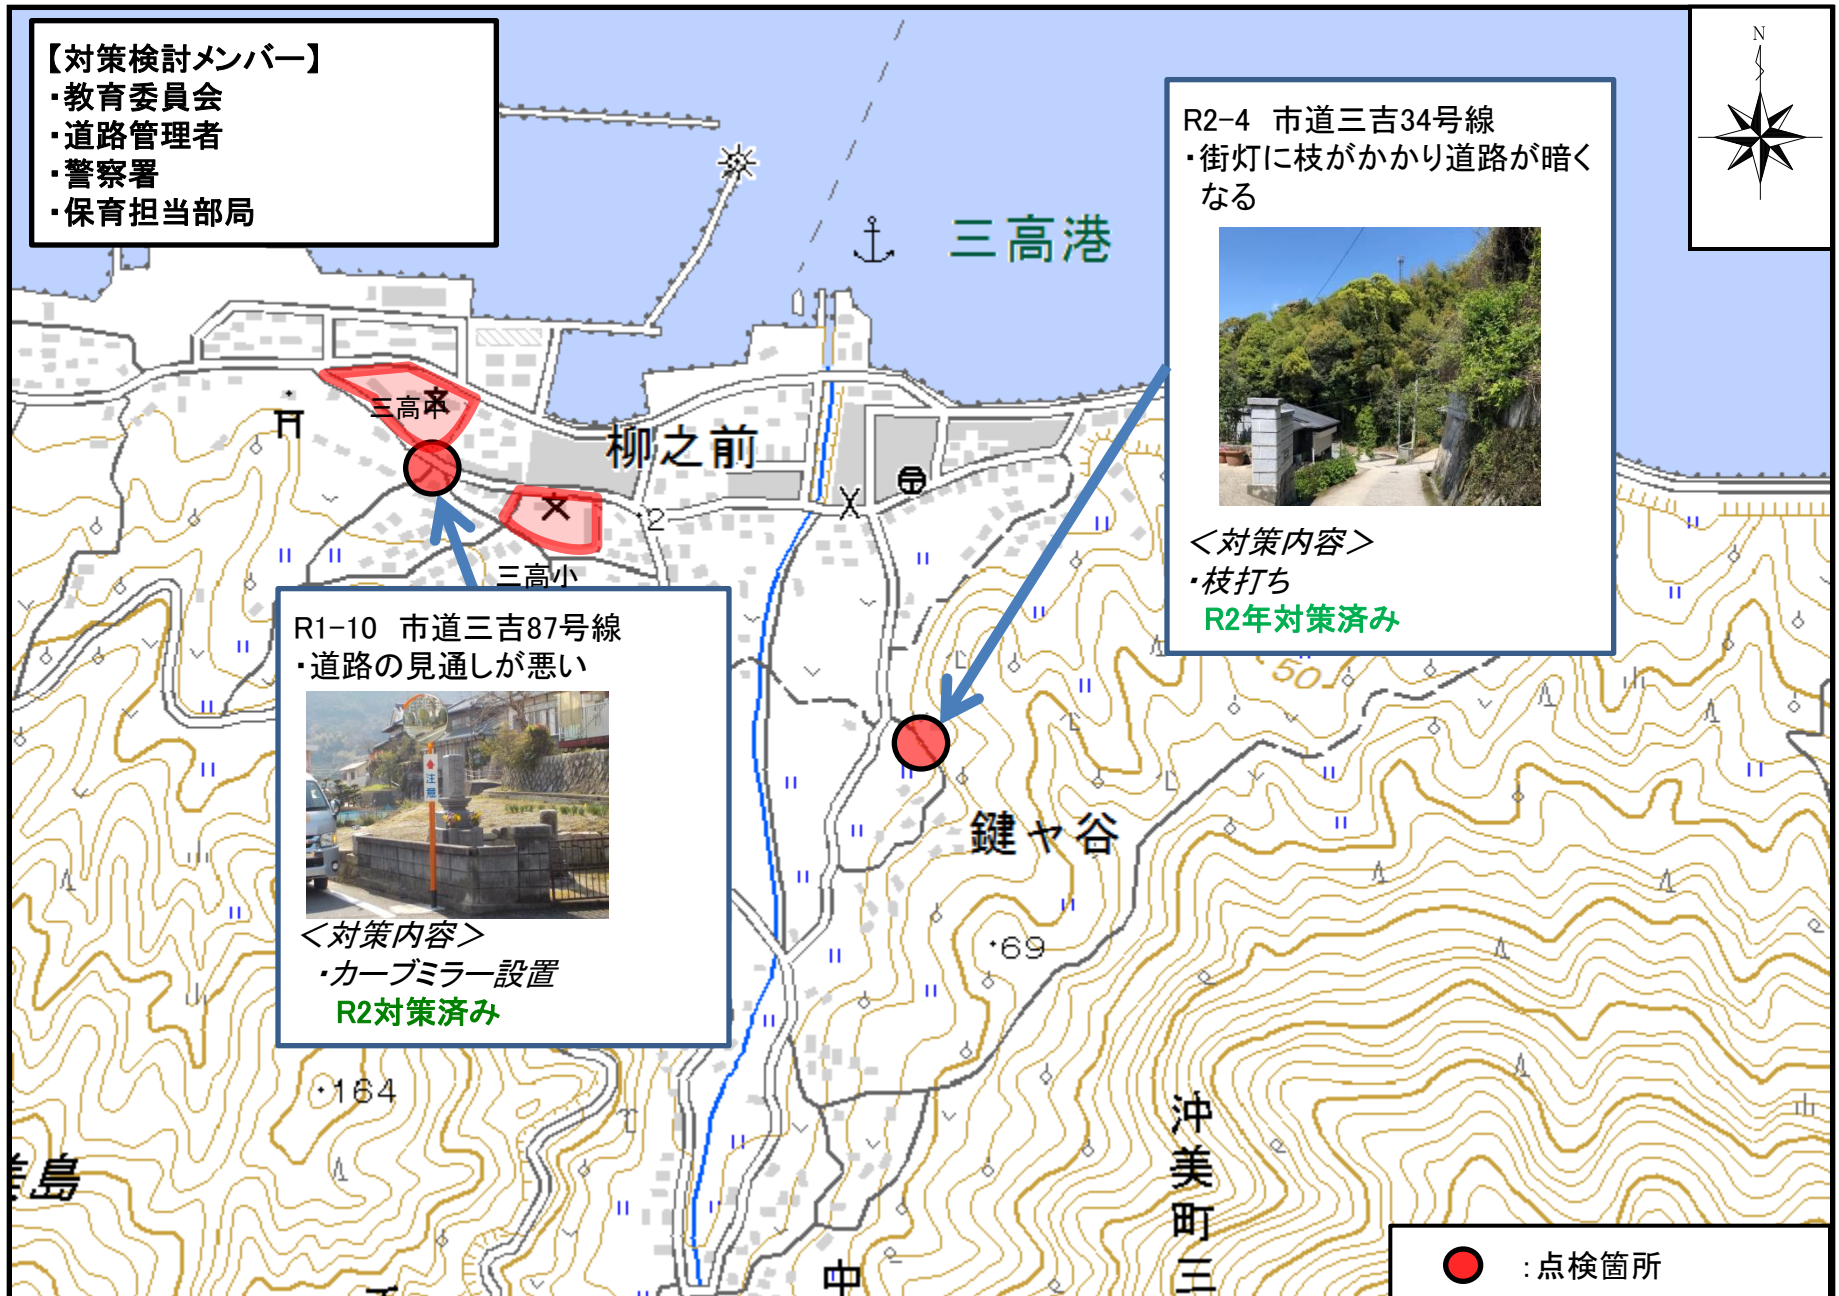 【対策検討メンバー】
・教育委員会
・道路管理者
・警察署
・保育担当部局
N
R2-4 市道三吉34号線
・街灯に枝がかかり道路が暗く
なる
<対策内容>
・枝打ち
R2年対策済み
三高港
三高中
柳之前
2
三高小
R1-10 市道三吉87号線
・道路の見通しが悪い
注意
<対策内容>
・カーブミラー設置
R2対策済み
50
鍵ヶ谷
69
164
島
沖美町三
中
:点検箇所